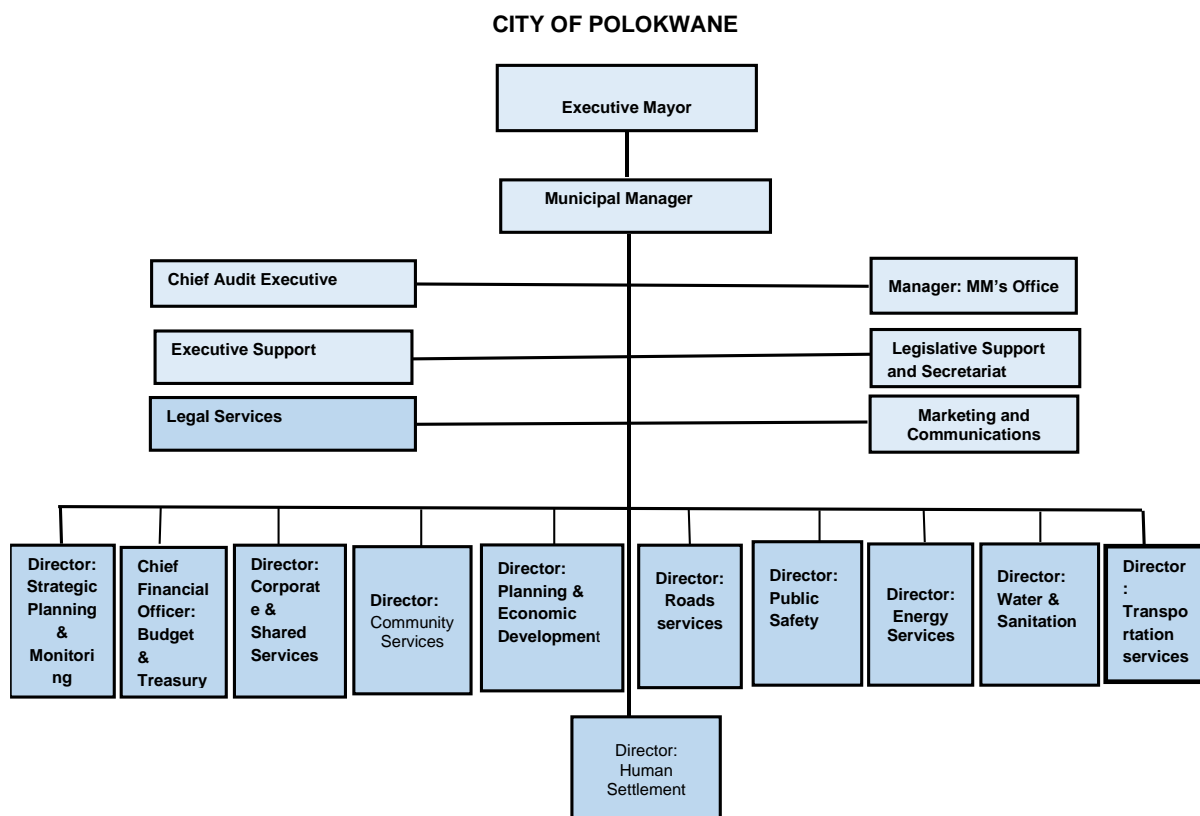 CITY OF POLOKWANE
Executive Mayor
Municipal Manager
Chief Audit Executive
Manager: MM’s Office
Executive Support
Legislative Support
and Secretariat
Legal Services
Marketing and
Communications
Director:
Strategic
Planning
&
Monitori
ng
Chief
Financial
Officer:
Budget
&
Treasury
Director:
Corporat
e &
Shared
Services
Director:
Community
Services
Director:
Planning &
Economic
Development
Director:
Roads
services
Director:
Public
Safety
Director:
Energy
Services
Director:
Water &
Sanitation
Director
:
Transpo
rtation
services
Director:
Human
Settlement